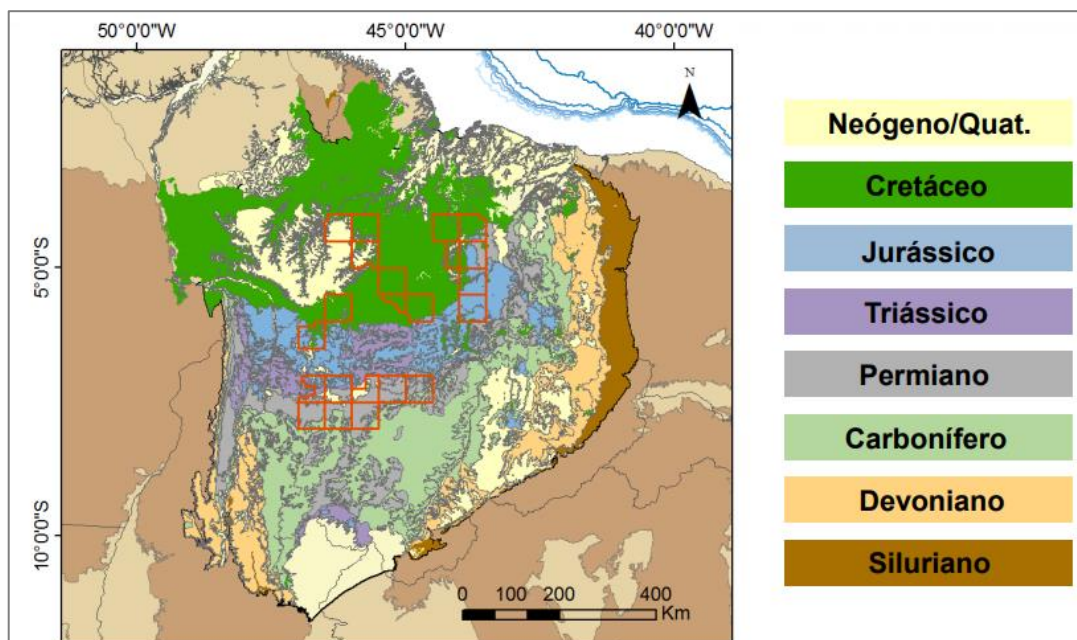 50°0'0"W 45°0'0"W 40°0'0"W
N
5°0'0"S
10°0'0"S
0 100 200 400
Km
Neógeno/Quat.
Cretáceo
Jurássico
Triássico
Permiano
Carbonífero
Devoniano
Siluriano